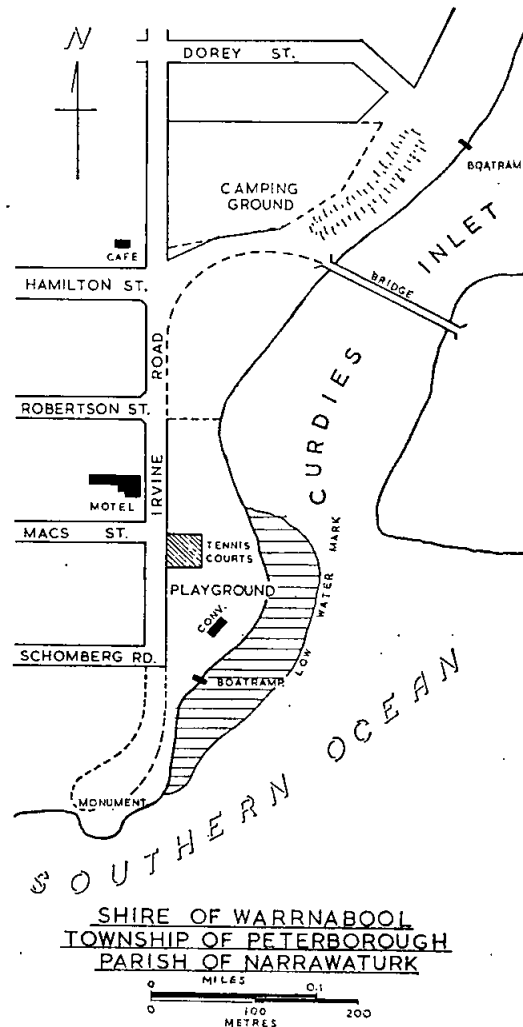 N
DOREY ST.
BOATRAMP
CAMPING
GROUND
INLET
CAFE
HAMILTON ST.
BRIDGE
ROAD
CURDIES
ROBERTSON ST.
IRVINE
MOTEL
MACS ST.
TENNIS
COURTS
LOW WATER MARK
PLAYGROUND
CONV.
SCHOMBERG RD.
BOATRAMP
MONUMENT
SOUTHERN OCEAN
SHIRE OF WARRNABOOL
TOWNSHIP OF PETERBOROUGH
PARISH OF NARRAWATURK
MILES
0 0.1
0 100 200
METRES